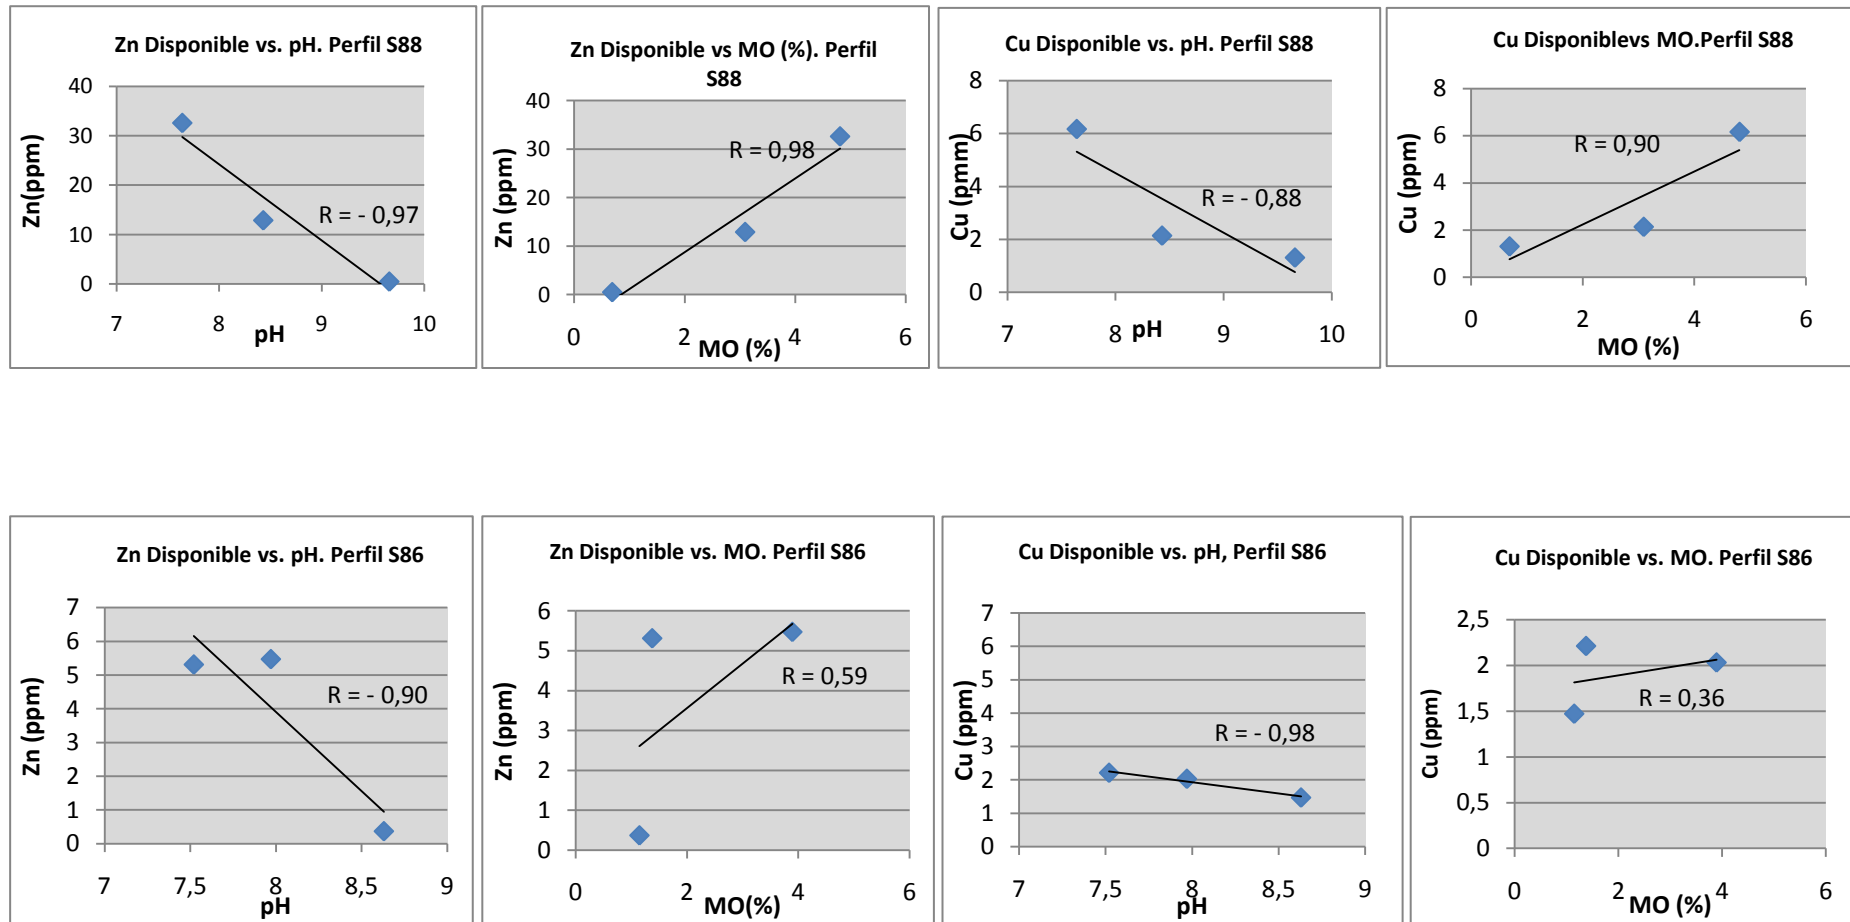 Zn Disponible vs. pH. Perfil S88
40
30
20
10
0
7
8
9
10
Zn(ppm)
pH
R = - 0,97
Zn Disponible vs MO (%). Perfil
S88
40
30
20
10
0
0
2
4
6
Zn (ppm)
MO (%)
R = 0,98
Cu Disponible vs. pH. Perfil S88
8
6
4
2
0
7
8
9
10
Cu (pmm)
pH
R = - 0,88
Cu Disponiblevs MO.Perfil S88
8
6
4
2
0
0
2
4
6
Cu (ppm)
MO (%)
R = 0,90
Zn Disponible vs. pH. Perfil S86
7
6
5
4
3
2
1
0
7
7,5
8
8,5
9
Zn (ppm)
pH
R = - 0,90
Zn Disponible vs. MO. Perfil S86
6
5
4
3
2
1
0
0
2
4
6
Zn (ppm)
MO(%)
R = 0,59
Cu Disponible vs. pH, Perfil S86
7
6
5
4
3
2
1
0
7
7,5
8
8,5
9
Cu (ppm)
pH
R = - 0,98
Cu Disponible vs. MO. Perfil S86
2,5
2
1,5
1
0,5
0
0
2
4
6
Cu (ppm)
MO (%)
R = 0,36